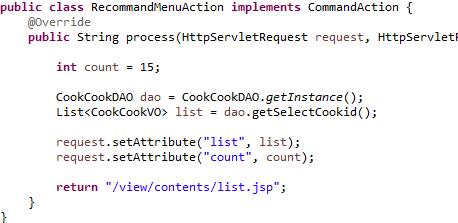 public class RecommandMenuAction implements CommandAction {
@Override
public String process(HttpServletRequest request,
int count = 15;
CookCookDAO dao = CookCookDAO.getInstance();
List<CookCookVO> list = dao.getSelectCookid();
request.setAttribute("list", list);
request.setAttribute("count", count);
return "/view/contents/list.jsp";
}
}